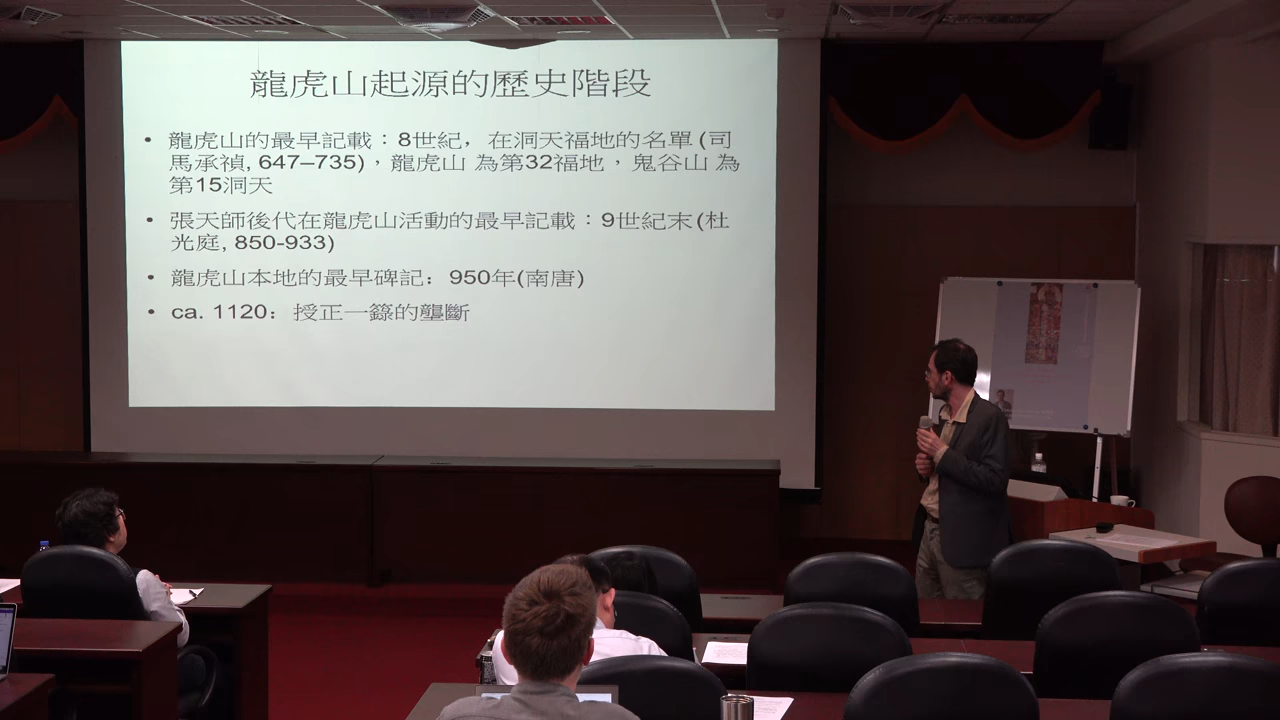 龍虎山起源的歷史階段
• 龍虎山的最早記載：8世紀，在洞天福地的名單(司
馬承禎, 647–735)，龍虎山 為第32福地，鬼谷山 為
第15洞天
• 張天師後代在龍虎山活動的最早記載：9世紀末(杜
光庭, 850-933)
• 龍虎山本地的最早碑記：950年(南唐)
• ca. 1120：授正一籙的壟斷